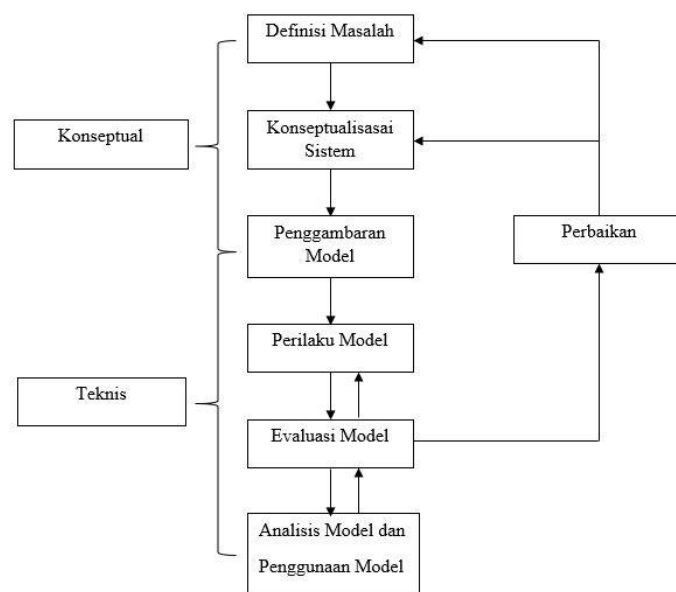 Definisi Masalah
Konseptual
Konseptualisasai
Sistem
Penggambaran
Model
Perbaikan
Perilaku Model
Teknis
Evaluasi Model
Analisis Model dan
Penggunaan Model